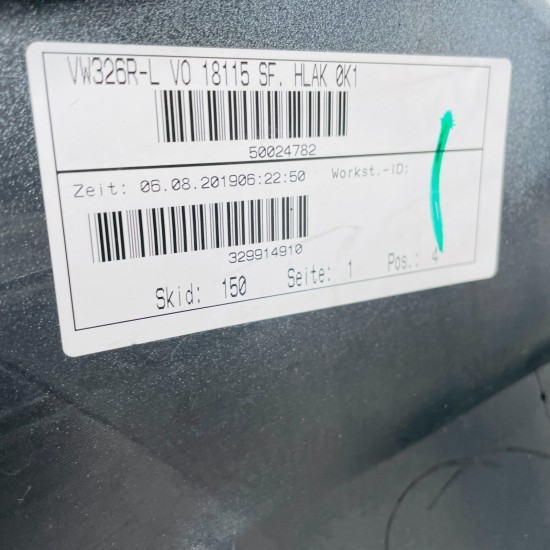 VW326R-L VO 18115 SF. HLAK 0K1
50024782
Zeit: 06.08.201906:22:50 Workst.-ID:
329914910
Skid: 150 Seite: 1 Pos.: 4